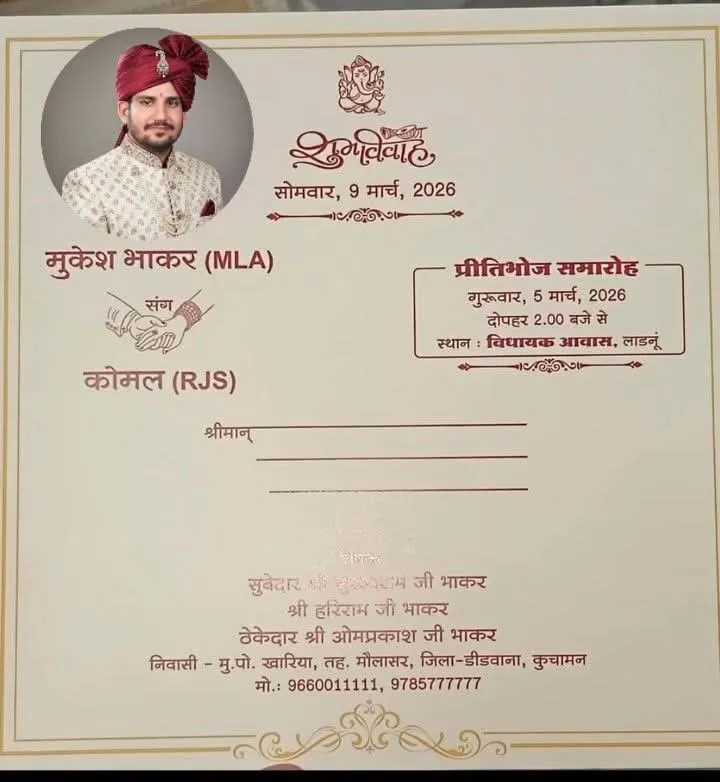 शुभविवाह
सोमवार, 9 मार्च, 2026
मुकेश भाकर (MLA)
संग
कोमल (RJS)
प्रीतिभोज समारोह
गुरूवार, 5 मार्च, 2026
दोपहर 2.00 बजे से
स्थान : विधायक आवास, लाडनूं
श्रीमान्
सुबेदार श्री जी भाकर
श्री हरिराम जी भाकर
ठेकेदार श्री ओमप्रकाश जी भाकर
निवासी - मु.पो. खारिया, तह. मौलासर, जिला-डीडवाना, कुचामन
मो.: 9660011111, 9785777777